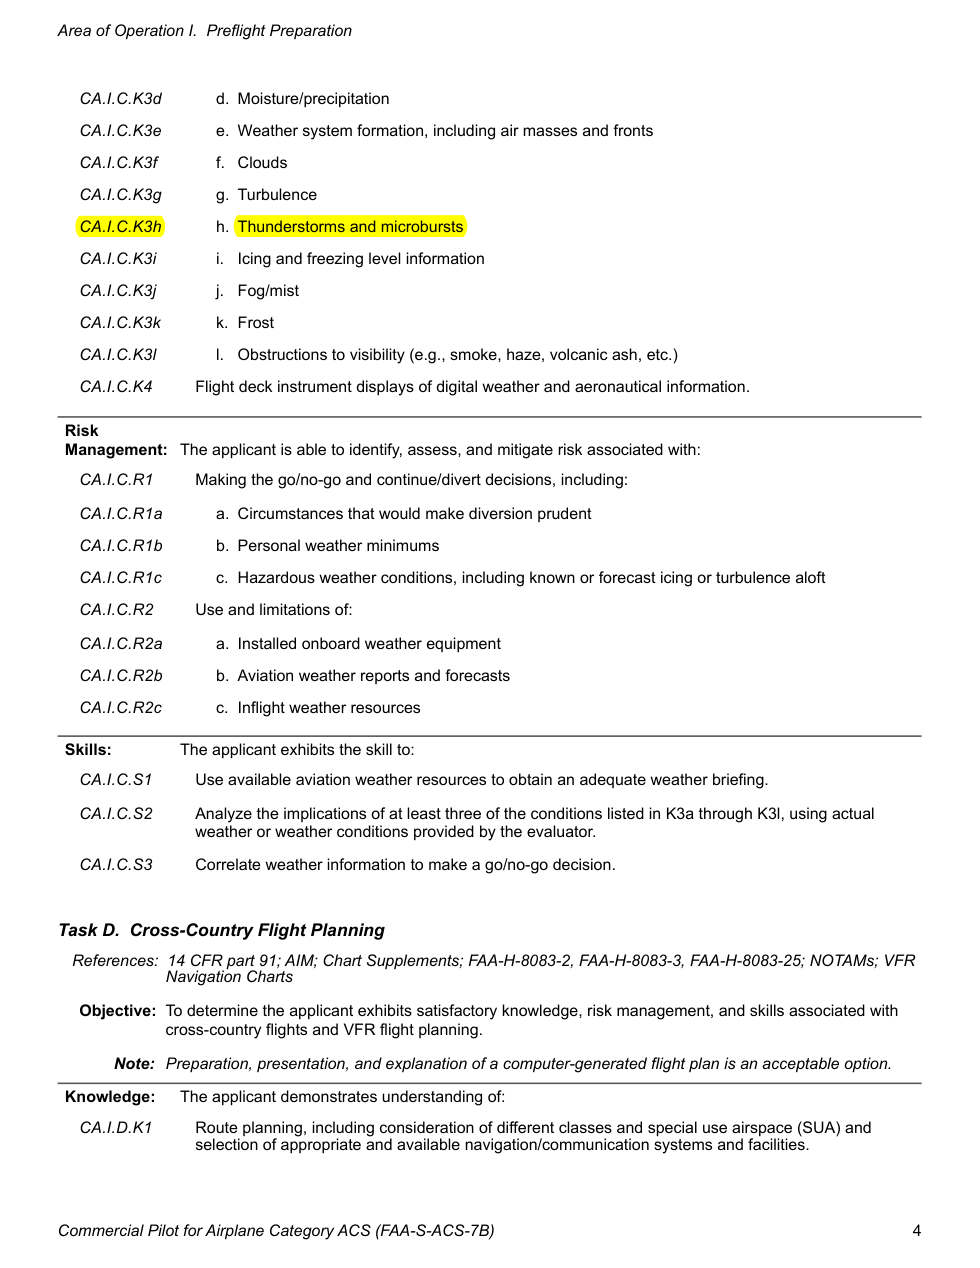 Area of Operation I. Preflight Preparation
CA.I.C.K3d d. Moisture/precipitation
CA.I.C.K3e e. Weather system formation, including air masses and fronts
CA.I.C.K3f f. Clouds
CA.I.C.K3g g. Turbulence
CA.I.C.K3h h. Thunderstorms and microbursts
CA.I.C.K3i i. Icing and freezing level information
CA.I.C.K3j j. Fog/mist
CA.I.C.K3k k. Frost
CA.I.C.K3l l. Obstructions to visibility (e.g., smoke, haze, volcanic ash, etc.)
CA.I.C.K4 Flight deck instrument displays of digital weather and aeronautical information.
Risk
Management: The applicant is able to identify, assess, and mitigate risk associated with:
CA.I.C.R1 Making the go/no-go and continue/divert decisions, including:
CA.I.C.R1a a. Circumstances that would make diversion prudent
CA.I.C.R1b b. Personal weather minimums
CA.I.C.R1c c. Hazardous weather conditions, including known or forecast icing or turbulence aloft
CA.I.C.R2 Use and limitations of:
CA.I.C.R2a a. Installed onboard weather equipment
CA.I.C.R2b b. Aviation weather reports and forecasts
CA.I.C.R2c c. Inflight weather resources
Skills: The applicant exhibits the skill to:
CA.I.C.S1 Use available aviation weather resources to obtain an adequate weather briefing.
CA.I.C.S2 Analyze the implications of at least three of the conditions listed in K3a through K3l, using actual
weather or weather conditions provided by the evaluator.
CA.I.C.S3 Correlate weather information to make a go/no-go decision.
Task D. Cross-Country Flight Planning
References: 14 CFR part 91; AIM; Chart Supplements; FAA-H-8083-2, FAA-H-8083-3, FAA-H-8083-25; NOTAMs; VFR
Navigation Charts
Objective: To determine the applicant exhibits satisfactory knowledge, risk management, and skills associated with
cross-country flights and VFR flight planning.
Note: Preparation, presentation, and explanation of a computer-generated flight plan is an acceptable option.
Knowledge: The applicant demonstrates understanding of:
CA.I.D.K1 Route planning, including consideration of different classes and special use airspace (SUA) and
selection of appropriate and available navigation/communication systems and facilities.
Commercial Pilot for Airplane Category ACS (FAA-S-ACS-7B) 4